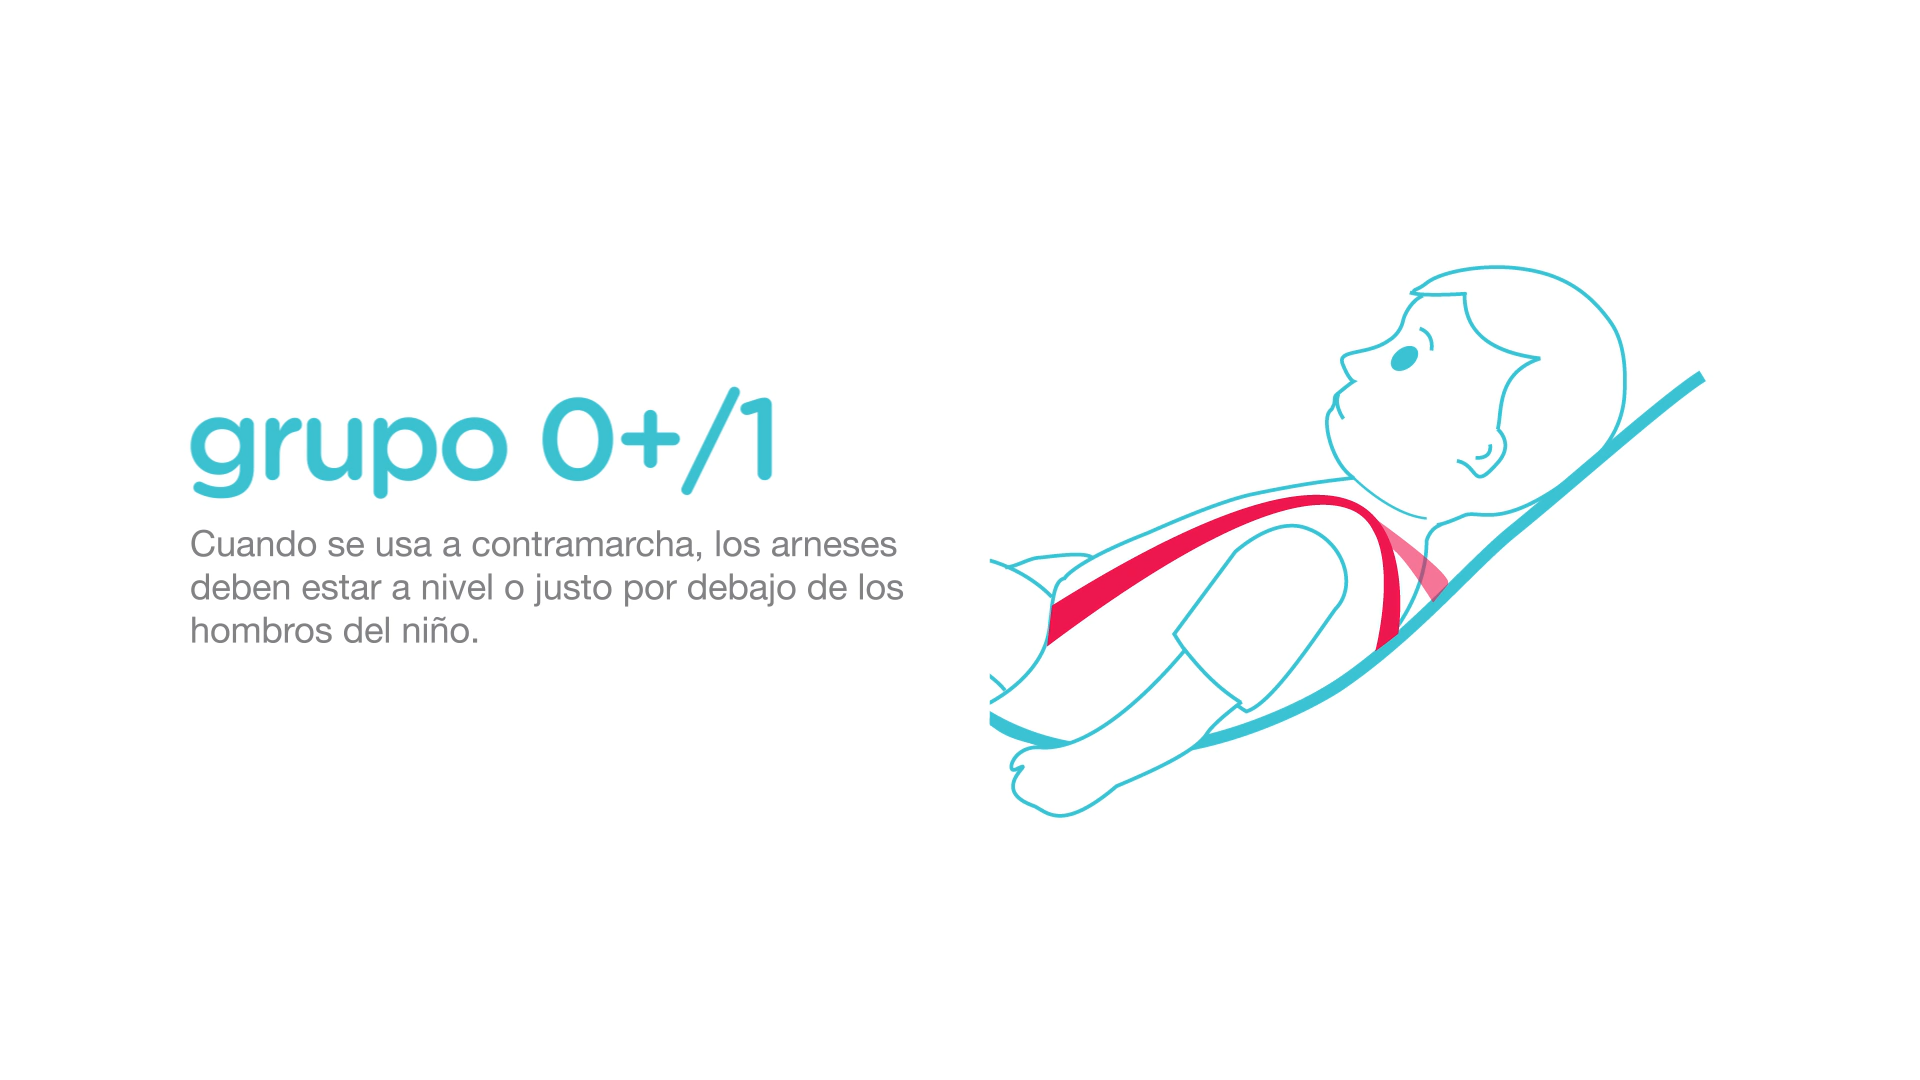 grupo 0+/1
Cuando se usa a contramarcha, los arneses
deben estar a nivel o justo por debajo de los
hombros del niño.